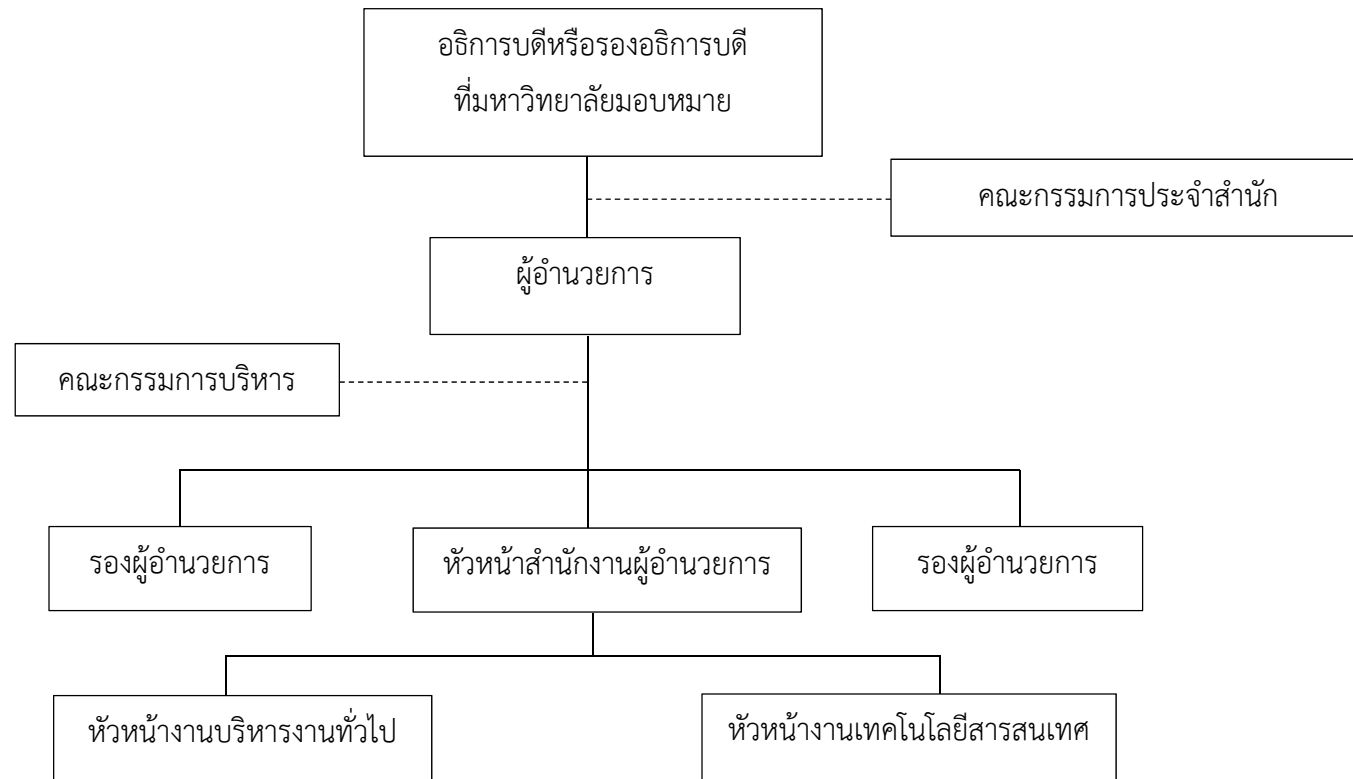 อธิการบดีหรือรองอธิการบดี
ที่มหาวิทยาลัยมอบหมาย
คณะกรรมการประจำสำนัก
ผู้อำนวยการ
คณะกรรมการบริหาร
รองผู้อำนวยการ
หัวหน้าสำนักงานผู้อำนวยการ
รองผู้อำนวยการ
หัวหน้างานบริหารงานทั่วไป
หัวหน้างานเทคโนโลยีสารสนเทศ